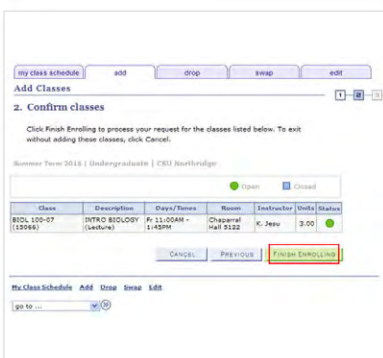 my class schedule add drop swap edit
Add Classes
1 2 3
2. Confirm classes
Click Finish Enrolling to process your request for the classes listed below. To exit
without adding these classes, click Cancel.
Summer Term 2015 | Undergraduate | CSU Northridge
Open Closed
Class Description Days/Times Room Instructor Units Status
BIOL 100-07 INTRO BIOLOGY Fr 11:00AM - Chaparral K. Jesu 3.00
(15066) (Lecture) 1:45PM Hall 5122
CANCEL PREVIOUS FINISH ENROLLING
My Class Schedule Add Drop Swap Edit
go to ...